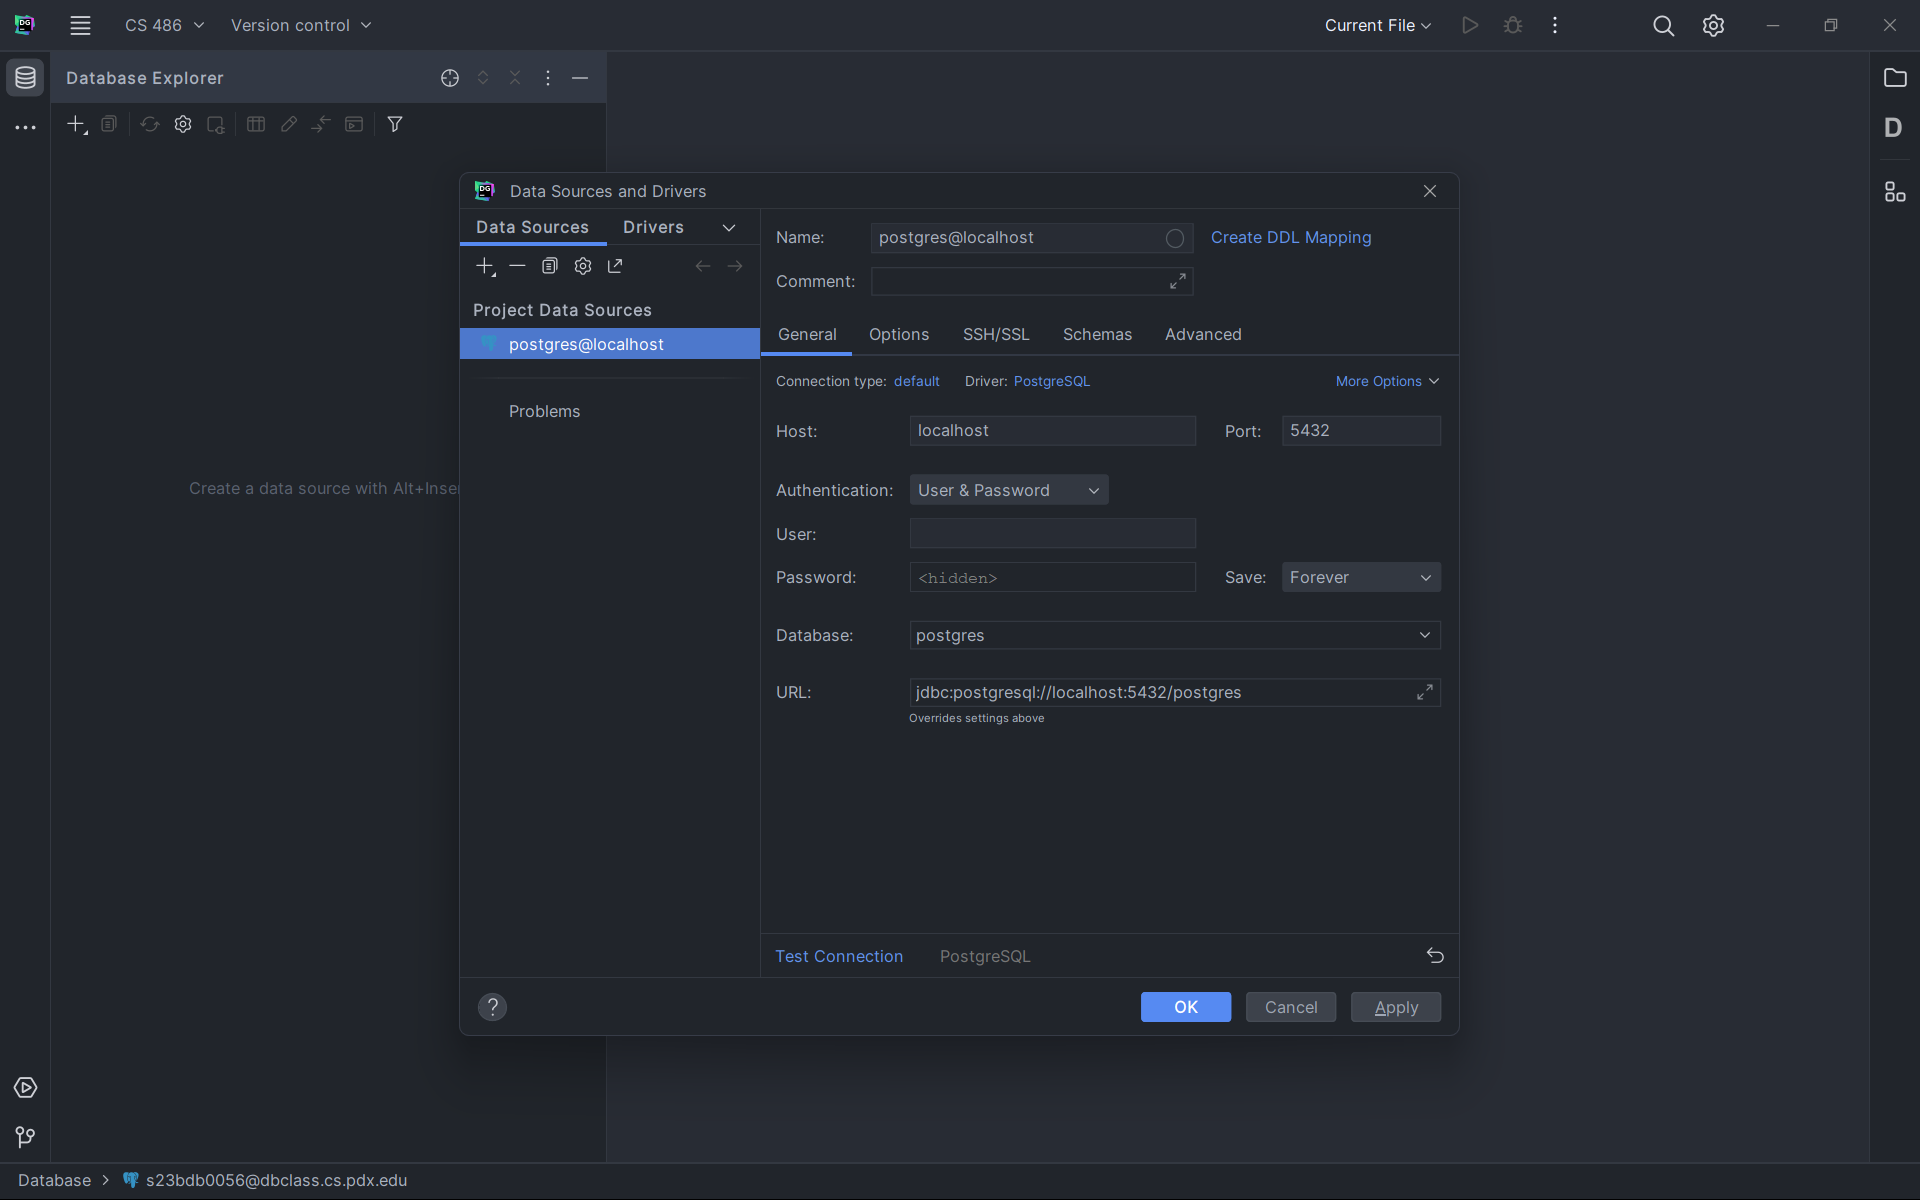 CS 486
Version control
Current File
Database Explorer
Create a data source with Alt+Inser
Data Sources and Drivers
Data Sources
Drivers
Project Data Sources
postgres@localhost
Problems
Name:
postgres@localhost
Create DDL Mapping
Comment:
General
Options
SSH/SSL
Schemas
Advanced
Connection type: default
Driver: PostgreSQL
More Options
Host:
localhost
Port:
5432
Authentication:
User & Password
User:
Password:
<hidden>
Save:
Forever
Database:
postgres
URL:
jdbc:postgresql://localhost:5432/postgres
Overrides settings above
Test Connection
PostgreSQL
?
OK
Cancel
Apply
Database
s23bdb0056@dbclass.cs.pdx.edu
DG
DG
D